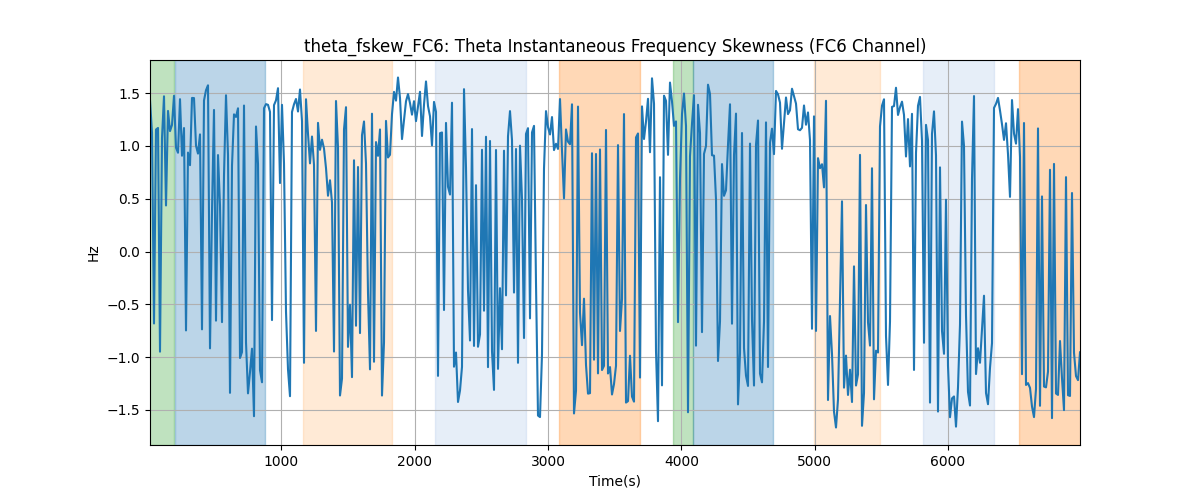 theta_fskew_FC6: Theta Instantaneous Frequency Skewness (FC6 Channel)
1.5
1.0
0.5
0.0
−0.5
−1.0
−1.5
Hz
1000 2000 3000 4000 5000 6000
Time(s)